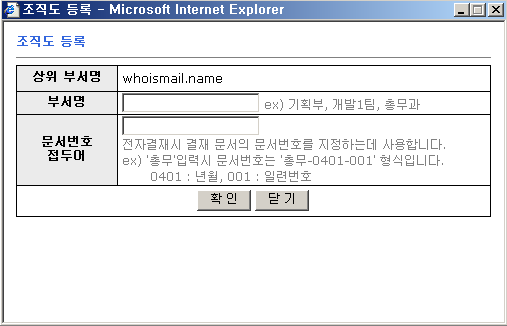 조직도 등록 - Microsoft Internet Explorer
조직도 등록
상위 부서명 whoismail.name
부서명 ex) 기획부, 개발1팀, 총무과
문서번호
접두어
전자결재시 결재 문서의 문서번호를 지정하는데 사용합니다.
ex) '총무'입력시 문서번호는 '총무-0401-001' 형식입니다.
0401 : 년월, 001 : 일련번호
확 인 닫 기